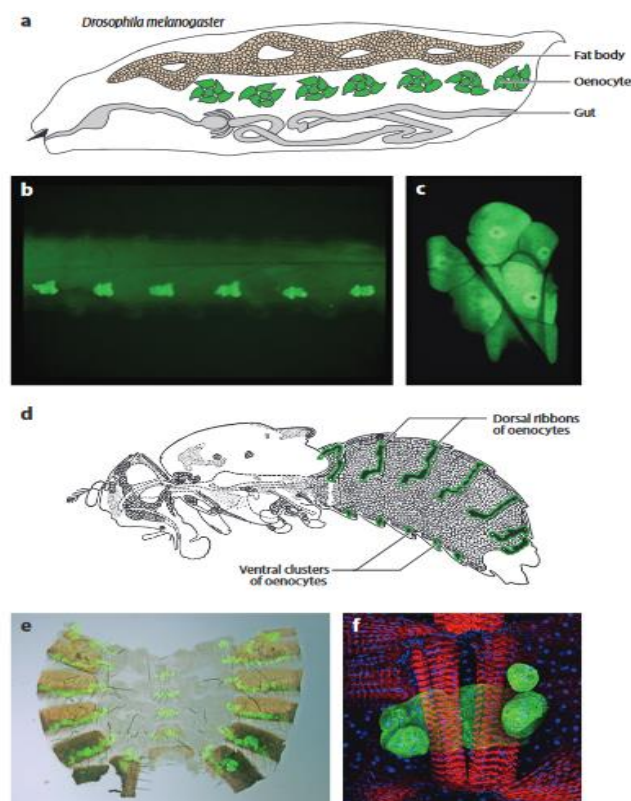 a
Drosophila melanogaster
Fat body
Oenocyte
Gut
b
c
d
Dorsal ribbons
of oenocytes
Ventral clusters
of oenocytes
e
f